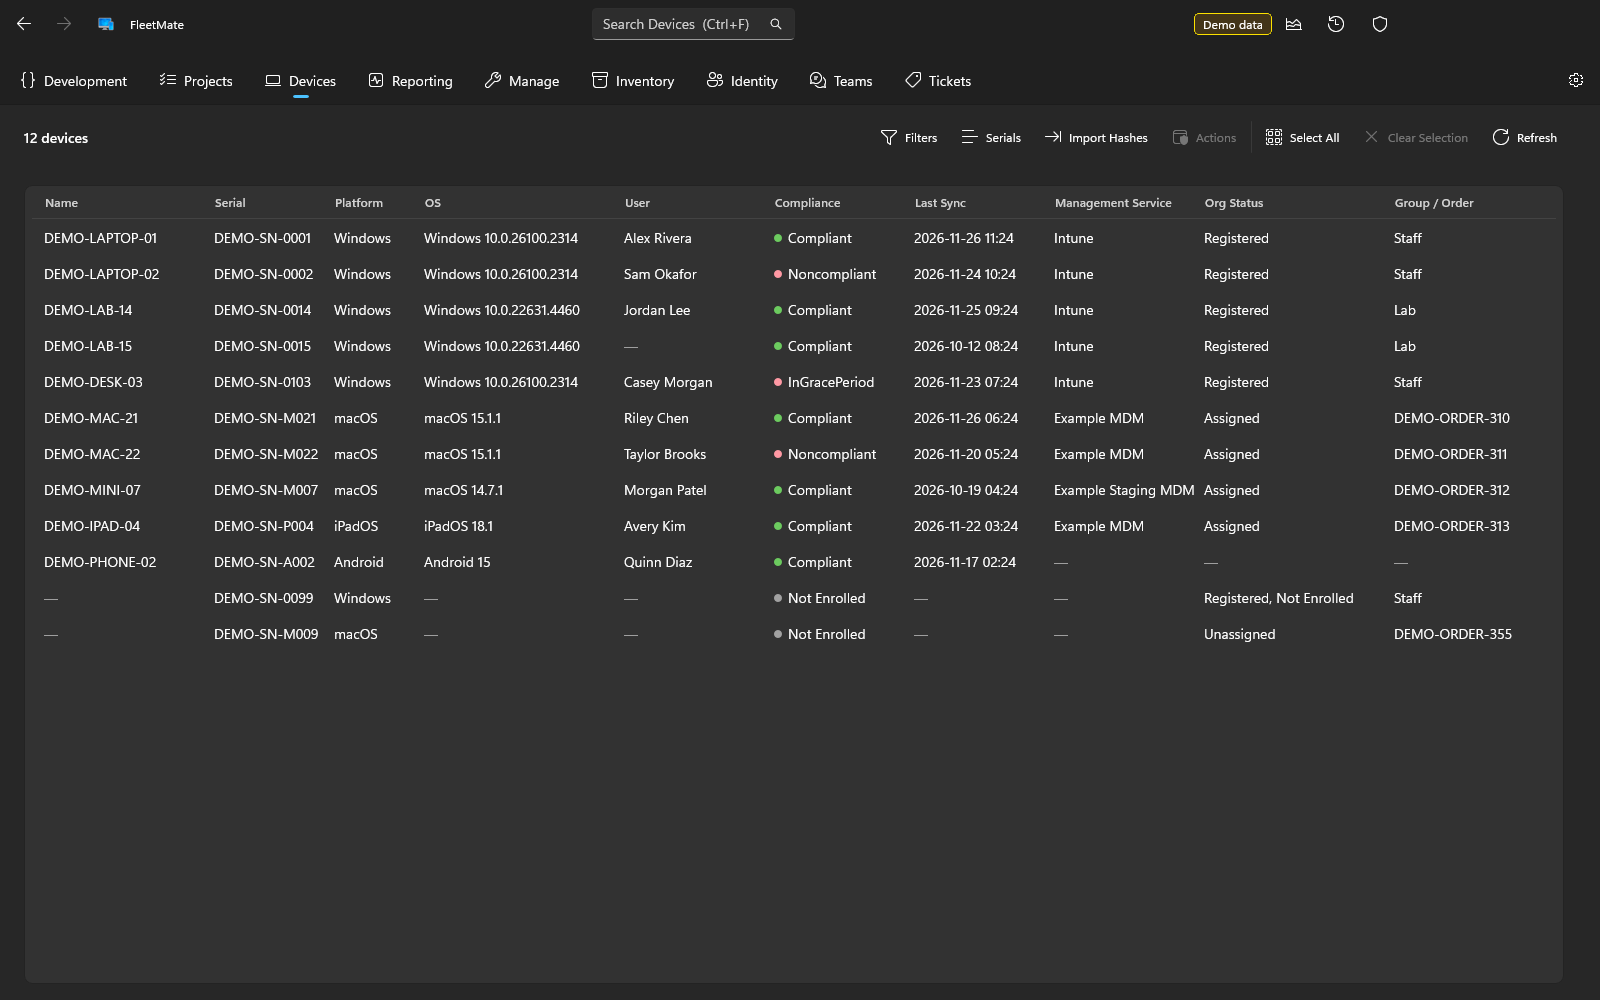 FleetMate
Search Devices (Ctrl+F)
Demo data
Development Projects Devices Reporting Manage Inventory Identity Teams Tickets
12 devices
Filters Serials Import Hashes Actions Select All Clear Selection Refresh
Name Serial Platform OS User Compliance Last Sync Management Service Org Status Group / Order
DEMO-LAPTOP-01 DEMO-SN-0001 Windows Windows 10.0.26100.2314 Alex Rivera Compliant 2026-11-26 11:24 Intune Registered Staff
DEMO-LAPTOP-02 DEMO-SN-0002 Windows Windows 10.0.26100.2314 Sam Okafor Noncompliant 2026-11-24 10:24 Intune Registered Staff
DEMO-LAB-14 DEMO-SN-0014 Windows Windows 10.0.22631.4460 Jordan Lee Compliant 2026-11-25 09:24 Intune Registered Lab
DEMO-LAB-15 DEMO-SN-0015 Windows Windows 10.0.22631.4460 — Compliant 2026-10-12 08:24 Intune Registered Lab
DEMO-DESK-03 DEMO-SN-0103 Windows Windows 10.0.26100.2314 Casey Morgan InGracePeriod 2026-11-23 07:24 Intune Registered Staff
DEMO-MAC-21 DEMO-SN-M021 macOS macOS 15.1.1 Riley Chen Compliant 2026-11-26 06:24 Example MDM Assigned DEMO-ORDER-310
DEMO-MAC-22 DEMO-SN-M022 macOS macOS 15.1.1 Taylor Brooks Noncompliant 2026-11-20 05:24 Example MDM Assigned DEMO-ORDER-311
DEMO-MINI-07 DEMO-SN-M007 macOS macOS 14.7.1 Morgan Patel Compliant 2026-10-19 04:24 Example Staging MDM Assigned DEMO-ORDER-312
DEMO-IPAD-04 DEMO-SN-P004 iPadOS iPadOS 18.1 Avery Kim Compliant 2026-11-22 03:24 Example MDM Assigned DEMO-ORDER-313
DEMO-PHONE-02 DEMO-SN-A002 Android Android 15 Quinn Diaz Compliant 2026-11-17 02:24 — — —
— DEMO-SN-0099 Windows — — Not Enrolled — — Registered, Not Enrolled Staff
— DEMO-SN-M009 macOS — — Not Enrolled — — Unassigned DEMO-ORDER-355